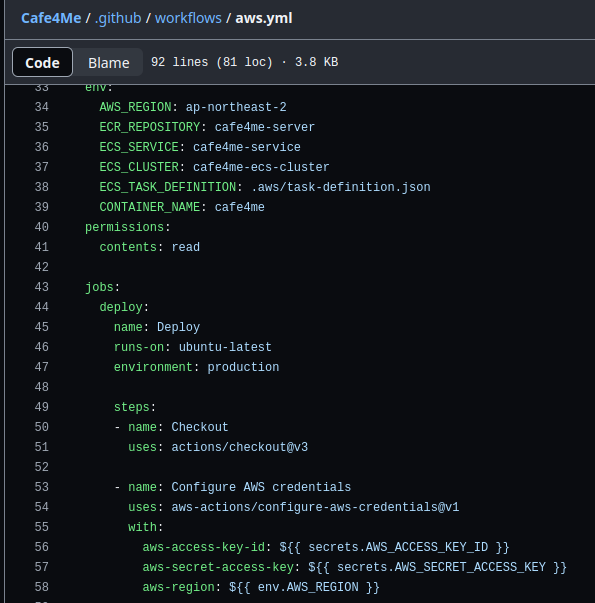 Cafe4Me / .github / workflows / aws.yml
Code Blame 92 lines (81 loc) · 3.8 KB
33 env:
34 AWS_REGION: ap-northeast-2
35 ECR_REPOSITORY: cafe4me-server
36 ECS_SERVICE: cafe4me-service
37 ECS_CLUSTER: cafe4me-ecs-cluster
38 ECS_TASK_DEFINITION: .aws/task-definition.json
39 CONTAINER_NAME: cafe4me
40 permissions:
41 contents: read
42
43 jobs:
44 deploy:
45 name: Deploy
46 runs-on: ubuntu-latest
47 environment: production
48
49 steps:
50 - name: Checkout
51 uses: actions/checkout@v3
52
53 - name: Configure AWS credentials
54 uses: aws-actions/configure-aws-credentials@v1
55 with:
56 aws-access-key-id: ${{ secrets.AWS_ACCESS_KEY_ID }}
57 aws-secret-access-key: ${{ secrets.AWS_SECRET_ACCESS_KEY }}
58 aws-region: ${{ env.AWS_REGION }}